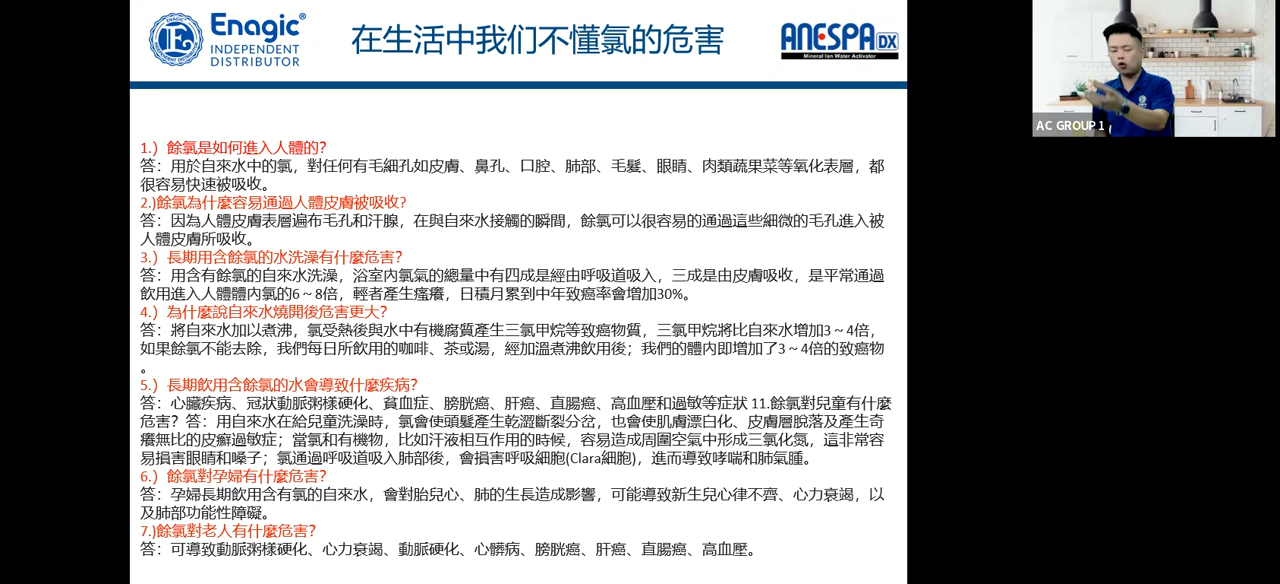 Enagic®
INDEPENDENT
DISTRIBUTOR
在生活中我们不懂氯的危害
ANESPA DX
Mineral Ion Water Activator
AC GROUP 1
1.）餘氯是如何進入人體的?
答：用於自來水中的氯，對任何有毛細孔如皮膚、鼻孔、口腔、肺部、毛髮、眼睛、肉類蔬果菜等氧化表層，都
很容易快速被吸收。
2.)餘氯為什麼容易通過人體皮膚被吸收?
答：因為人體皮膚表層遍布毛孔和汗腺，在與自來水接觸的瞬間，餘氯可以很容易的通過這些細微的毛孔進入被
人體皮膚所吸收。
3.）長期用含餘氯的水洗澡有什麼危害?
答：用含有餘氯的自來水洗澡，浴室內氯氣的總量中有四成是經由呼吸道吸入，三成是由皮膚吸收，是平常通過
飲用進入人體體內氯的6～8倍，輕者產生瘙癢，日積月累到中年致癌率會增加30%。
4.）為什麼說自來水燒開後危害更大?
答：將自來水加以煮沸，氯受熱後與水中有機腐質產生三氯甲烷等致癌物質，三氯甲烷將比自來水增加3～4倍，
如果餘氯不能去除，我們每日所飲用的咖啡、茶或湯，經加溫煮沸飲用後；我們的體內即增加了3～4倍的致癌物
。
5.）長期飲用含餘氯的水會導致什麼疾病?
答：心臟疾病、冠狀動脈粥樣硬化、貧血症、膀胱癌、肝癌、直腸癌、高血壓和過敏等症狀 11.餘氯對兒童有什麼
危害？答：用自來水在給兒童洗澡時，氯會使頭髮產生乾澀斷裂分岔，也會使肌膚漂白化、皮膚層脫落及產生奇
癢無比的皮癬過敏症；當氯和有機物，比如汗液相互作用的時候，容易造成周圍空氣中形成三氯化氮，這非常容
易損害眼睛和嗓子；氯通過呼吸道吸入肺部後，會損害呼吸細胞(Clara細胞)，進而導致哮喘和肺氣腫。
6.）餘氯對孕婦有什麼危害?
答：孕婦長期飲用含有氯的自來水，會對胎兒心、肺的生長造成影響，可能導致新生兒心律不齊、心力衰竭，以
及肺部功能性障礙。
7.)餘氯對老人有什麼危害?
答：可導致動脈粥樣硬化、心力衰竭、動脈硬化、心髒病、膀胱癌、肝癌、直腸癌、高血壓。